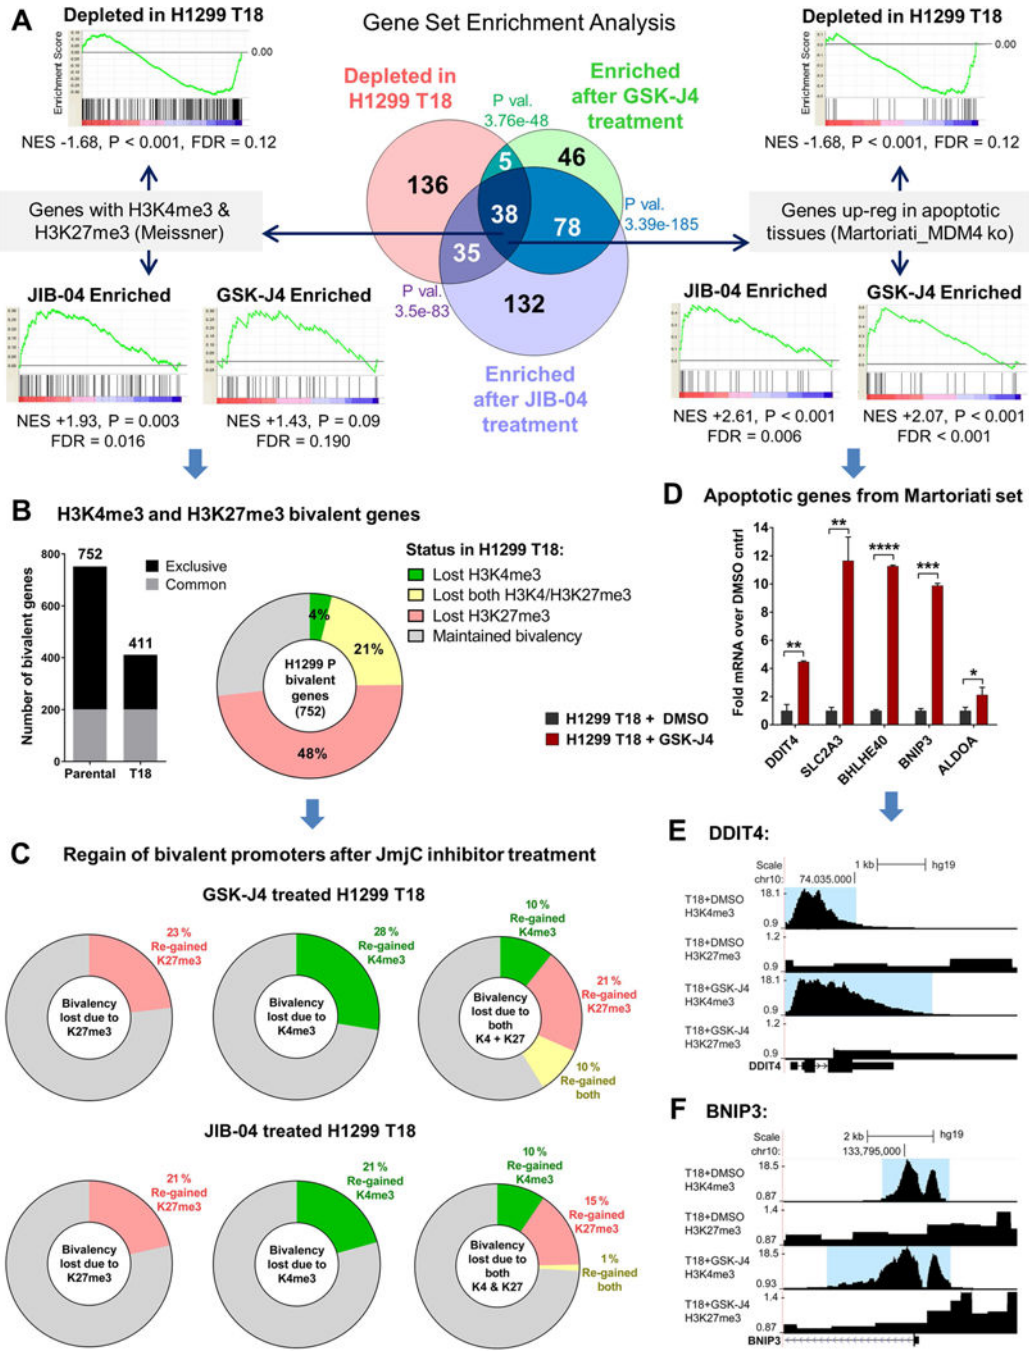 A
Depleted in H1299 T18
Gene Set Enrichment Analysis
Depleted in H1299 T18
Enrichment Score
0.00
Enrichment Score
0.00
NES -1.68, P < 0.001, FDR = 0.12
NES -1.68, P < 0.001, FDR = 0.12
Depleted in
H1299 T18
P val.
3.76e-48
Enriched
after GSK-J4
treatment
136
5
46
38
78
35
132
P val.
3.39e-185
P val.
3.5e-83
Enriched
after JIB-04
treatment
Genes with H3K4me3 &
H3K27me3 (Meissner)
Genes up-reg in apoptotic
tissues (Martoriati_MDM4 ko)
JIB-04 Enriched
GSK-J4 Enriched
JIB-04 Enriched
GSK-J4 Enriched
NES +1.93, P = 0.003
FDR = 0.016
NES +1.43, P = 0.09
FDR = 0.190
NES +2.61, P < 0.001
FDR = 0.006
NES +2.07, P < 0.001
FDR < 0.001
B
H3K4me3 and H3K27me3 bivalent genes
Number of bivalent genes
800
600
400
200
0
752
411
Exclusive
Common
Parental
T18
Status in H1299 T18:
Lost H3K4me3
Lost both H3K4/H3K27me3
Lost H3K27me3
Maintained bivalency
4%
21%
48%
H1299 P
bivalent
genes
(752)
D
Apoptotic genes from Martoriati set
Fold mRNA over DMSO cntrl
14
12
10
8
6
4
2
0
**
**
****
***
*
DDIT4
SLC2A3
BHLHE40
BNIP3
ALDOA
H1299 T18 + DMSO
H1299 T18 + GSK-J4
C
Regain of bivalent promoters after JmjC inhibitor treatment
GSK-J4 treated H1299 T18
23 %
Re-gained
K27me3
Bivalency
lost due to
K27me3
28 %
Re-gained
K4me3
Bivalency
lost due to
K4me3
10 %
Re-gained
K4me3
21 %
Re-gained
K27me3
10 %
Re-gained
both
Bivalency
lost due to
both
K4 + K27
JIB-04 treated H1299 T18
21 %
Re-gained
K27me3
Bivalency
lost due to
K27me3
21 %
Re-gained
K4me3
Bivalency
lost due to
K4me3
10 %
Re-gained
K4me3
15 %
Re-gained
K27me3
1 %
Re-gained
both
Bivalency
lost due to
both
K4 & K27
E
DDIT4:
Scale
1 kb
hg19
chr10:
74,035,000
T18+DMSO
H3K4me3
18.1
0.9
T18+DMSO
H3K27me3
1.2
0.9
T18+GSK-J4
H3K4me3
18.1
0.9
T18+GSK-J4
H3K27me3
1.2
0.9
DDIT4
F
BNIP3:
Scale
2 kb
hg19
chr10:
133,795,000
T18+DMSO
H3K4me3
18.5
0.87
T18+DMSO
H3K27me3
1.4
0.87
T18+GSK-J4
H3K4me3
18.5
0.93
T18+GSK-J4
H3K27me3
1.4
0.87
BNIP3